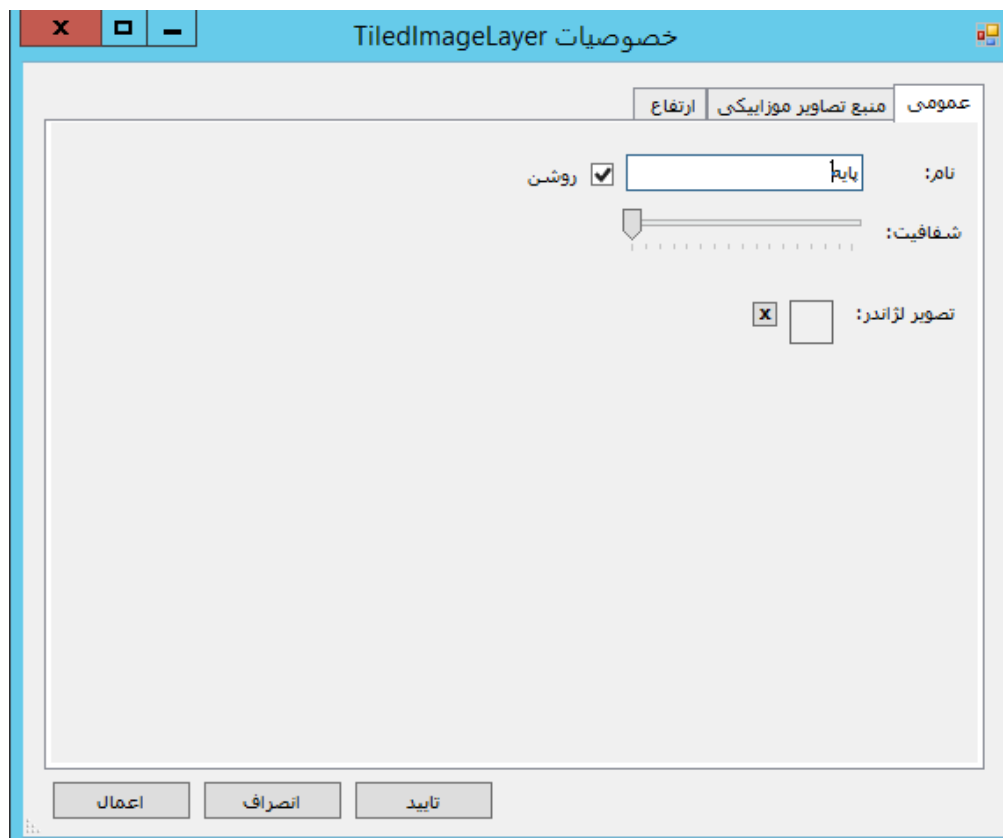 خصوصیات TiledImageLayer
عمومی منبع تصاویر موزاییکی ارتفاع
نام: پایه روشن
شفافیت:
تصویر لژاندر: x
تایید انصراف اعمال